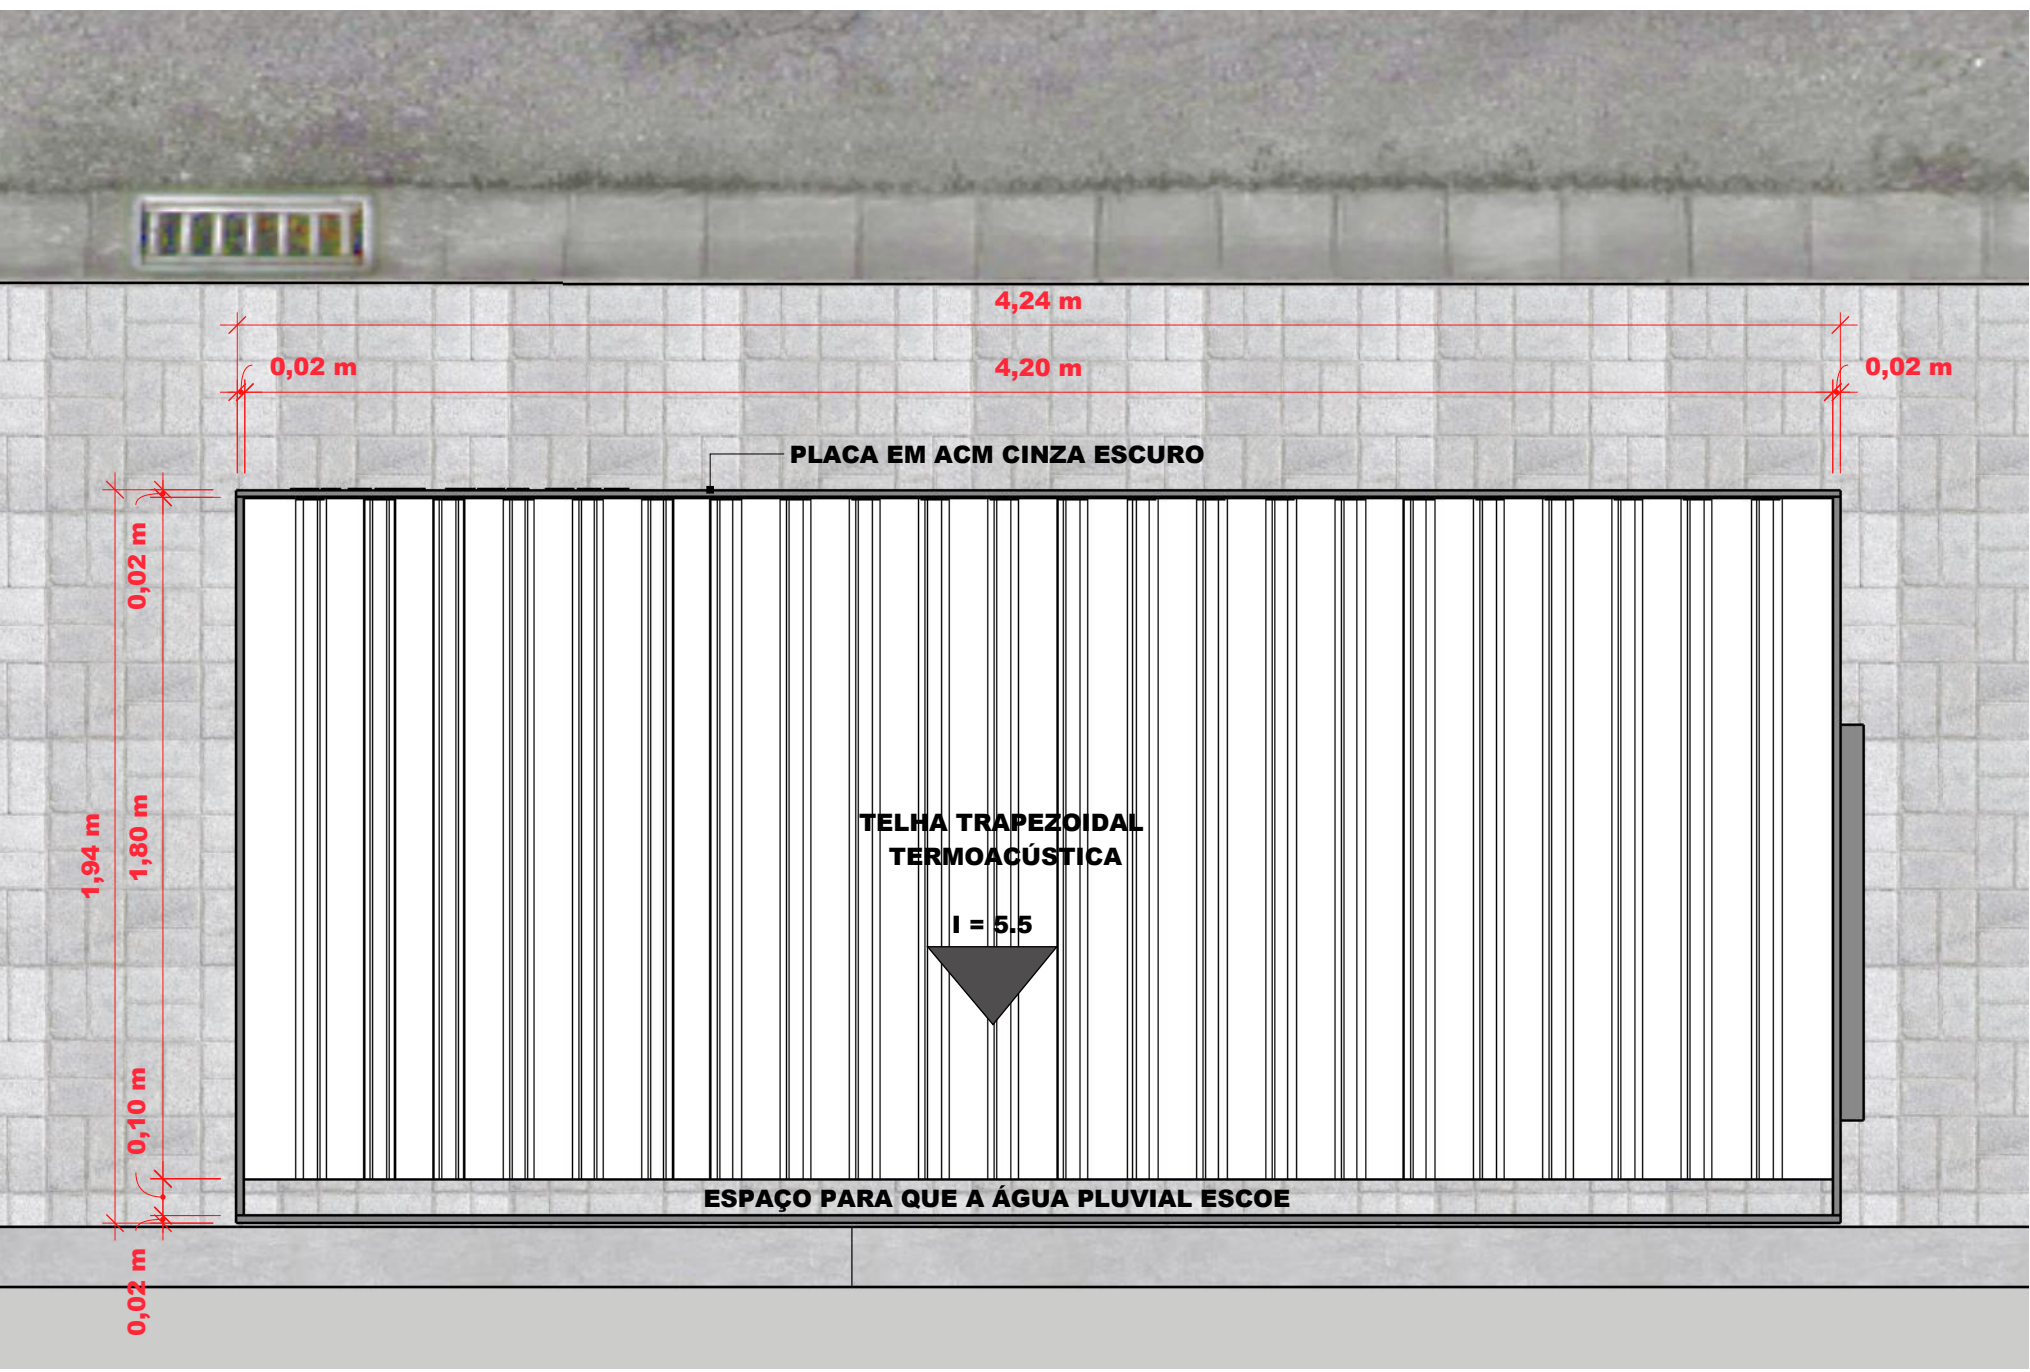 4,24 m
0,02 m
4,20 m
0,02 m
PLACA EM ACM CINZA ESCURO
0,02 m
1,94 m
1,80 m
TELHA TRAPEZOIDAL
TERMOACÚSTICA
I = 5.5
0,10 m
ESPAÇO PARA QUE A ÁGUA PLUVIAL ESCOE
0,02 m